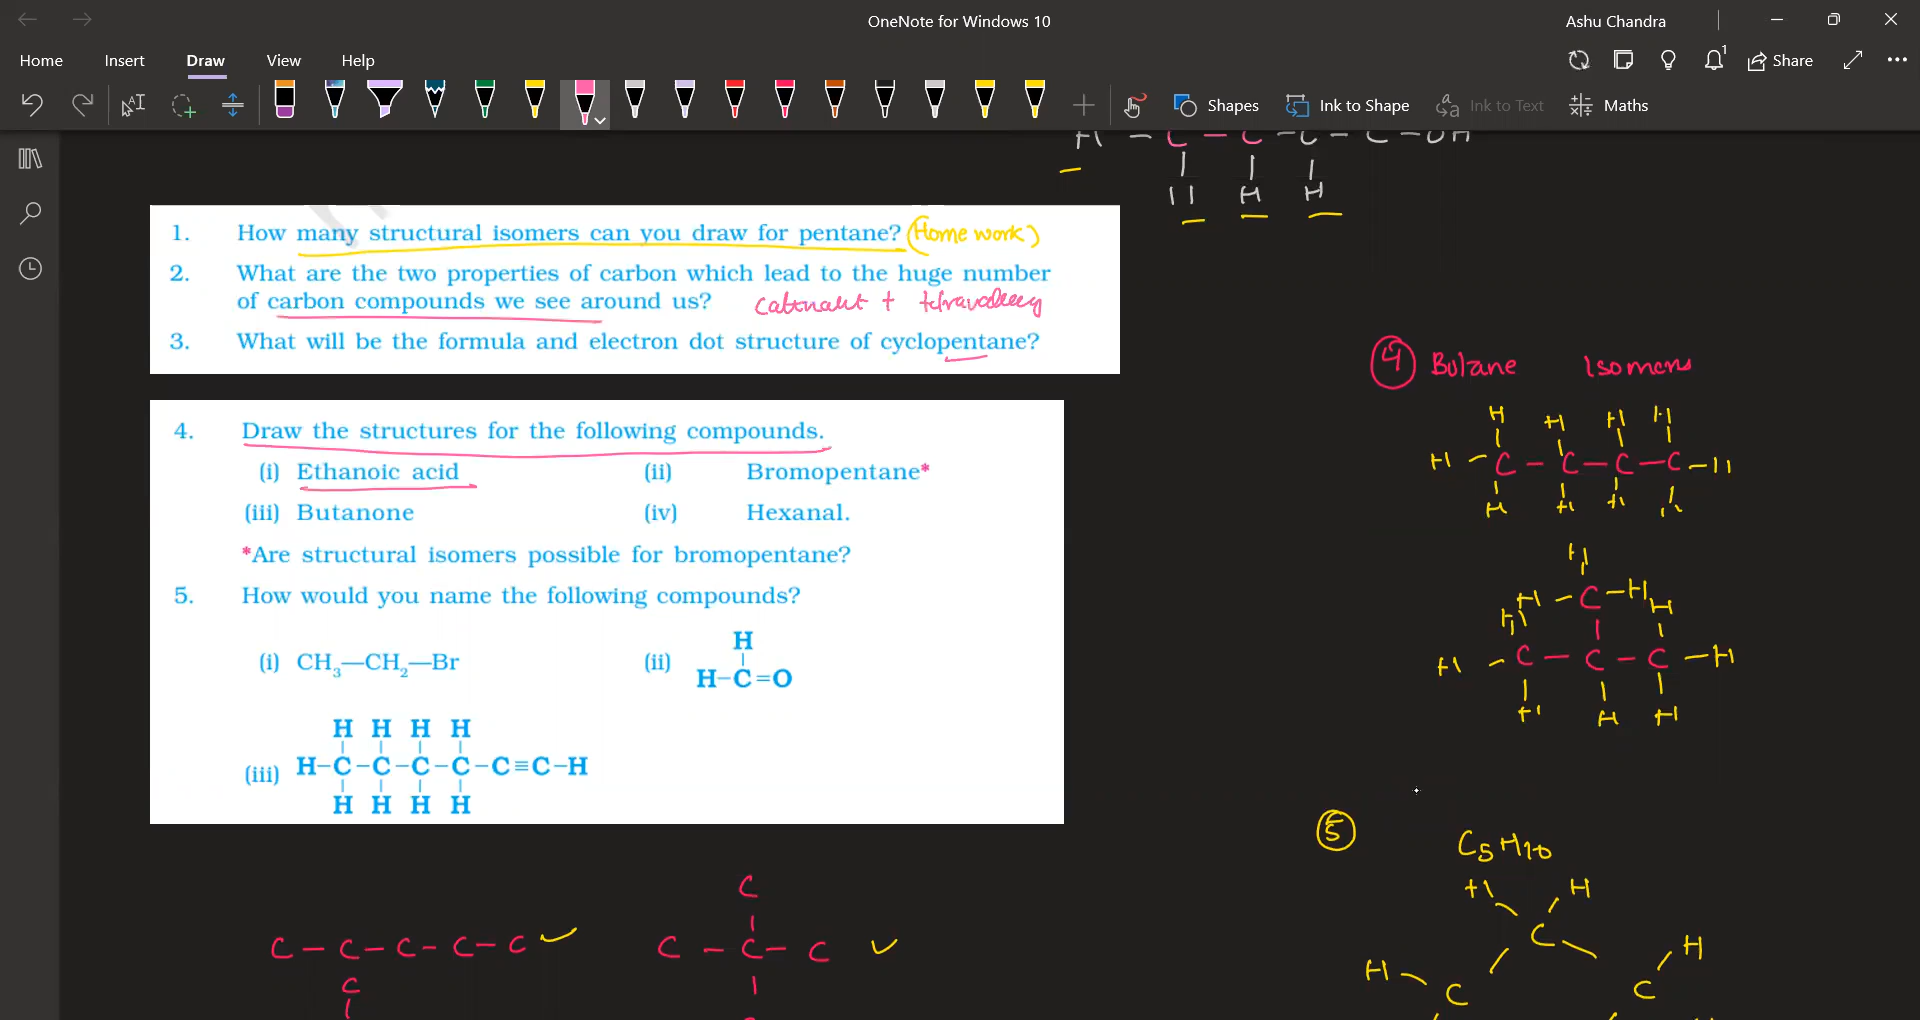 OneNote for Windows 10
Ashu Chandra
Home Insert Draw View Help
1
Share
Shapes Ink to Shape Ink to Text Maths
H - C - C - C - C - OH
H H H
1. How many structural isomers can you draw for pentane? (Home work)
2. What are the two properties of carbon which lead to the huge number
of carbon compounds we see around us?
3. What will be the formula and electron dot structure of cyclopentane?
4. Draw the structures for the following compounds.
(i) Ethanoic acid (ii) Bromopentane*
(iii) Butanone (iv) Hexanal.
*Are structural isomers possible for bromopentane?
5. How would you name the following compounds?
(i) CH₃—CH₂—Br (ii) H
H-C=O
H H H H
(iii) H-C-C-C-C-C≡C-H
H H H H
4 Butane Isomers
H H H H
H - C - C - C - C - H
H H H H
H
H - C - H
H H
H - C - C - C - H
H H H
5 C₅H₁₀
H H
C
H C C H
C
C - C - C - C - C C - C - C
C